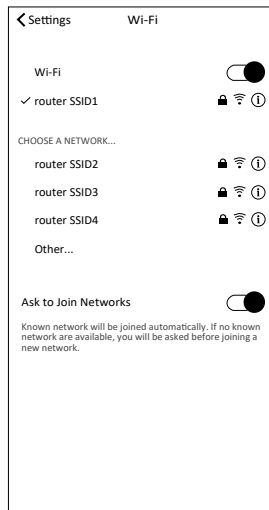 Settings Wi-Fi
Wi-Fi
router SSID1
CHOOSE A NETWORK...
router SSID2
router SSID3
router SSID4
Other...
Ask to Join Networks
Known network will be joined automatically. If no known
network are available, you will be asked before joining a
new network.